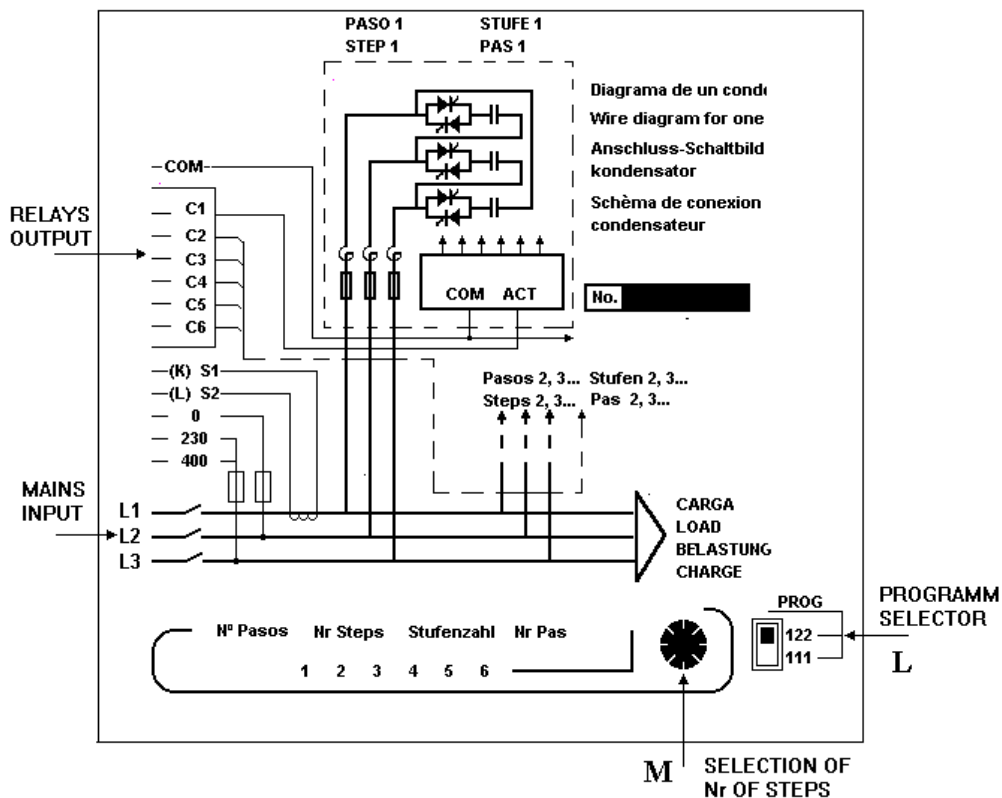 PASO 1 STUFE 1
STEP 1 PAS 1
Diagrama de un cond
Wire diagram for one
Anschluss-Schaltbild
kondensator
Schèma de conexion
condensateur
COM
RELAYS
OUTPUT
C1
C2
C3
C4
C5
C6
COM ACT
No.
(K) S1
(L) S2
0
230
400
Pasos 2, 3... Stufen 2, 3...
Steps 2, 3... Pas 2, 3...
MAINS
INPUT
L1
L2
L3
CARGA
LOAD
BELASTUNG
CHARGE
PROGRAMM
SELECTOR
L
PROG
122
111
Nº Pasos Nr Steps Stufenzahl Nr Pas
1 2 3 4 5 6
M
SELECTION OF
Nr OF STEPS